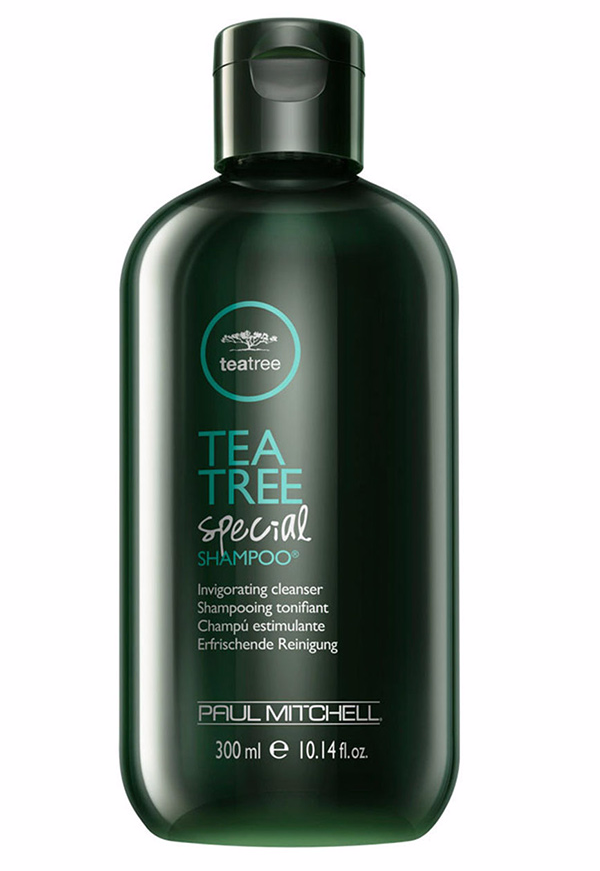 teatree
TEA
TREE
special
SHAMPOO®
Invigorating cleanser
Shampooing tonifiant
Champú estimulante
Erfrischende Reinigung
PAUL MITCHELL®
300 ml ℮ 10.14 fl.oz.